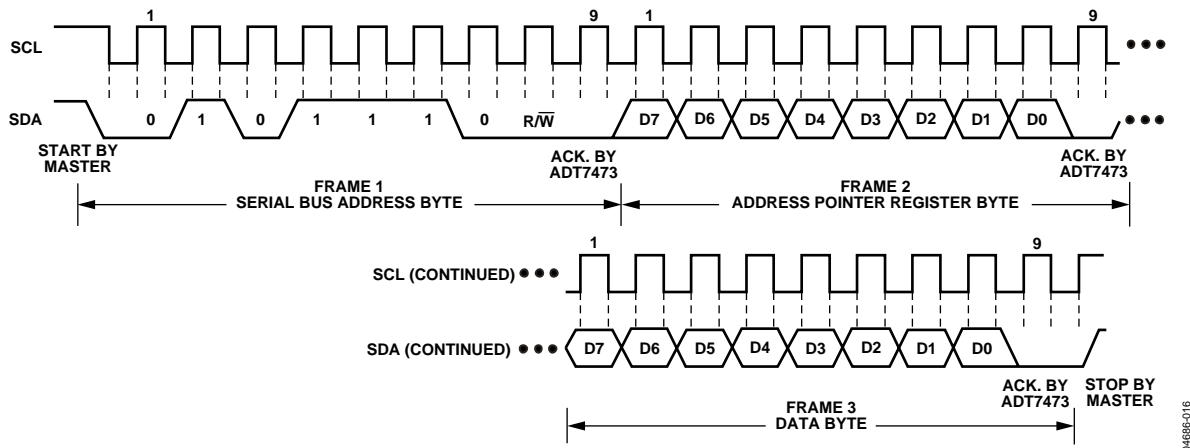 1 9 1 9
SCL
SDA 0 1 0 1 1 1 0 R/W̅ D7 D6 D5 D4 D3 D2 D1 D0
START BY
MASTER
ACK. BY
ADT7473
ACK. BY
ADT7473
FRAME 1
SERIAL BUS ADDRESS BYTE
FRAME 2
ADDRESS POINTER REGISTER BYTE
1 9
SCL (CONTINUED)
SDA (CONTINUED) D7 D6 D5 D4 D3 D2 D1 D0
ACK. BY
ADT7473
STOP BY
MASTER
FRAME 3
DATA BYTE
04686-016